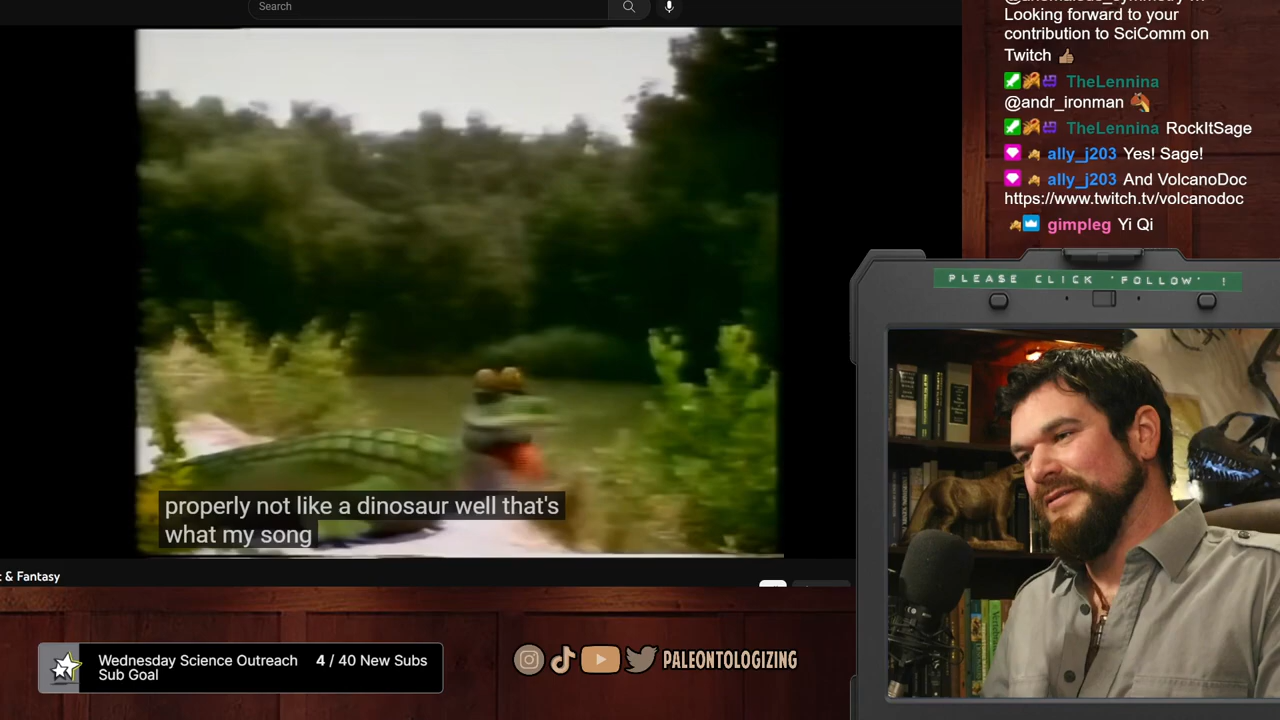 Search
Looking forward to your
contribution to SciComm on
Twitch
TheLennina
@andr_ironman
TheLennina RockItSage
ally_j203 Yes! Sage!
ally_j203 And VolcanoDoc
https://www.twitch.tv/volcanodoc
gimpleg Yi Qi
PLEASE CLICK 'FOLLOW' !
properly not like a dinosaur well that's
what my song
& Fantasy
Wednesday Science Outreach 4 / 40 New Subs
Sub Goal
PALEONTOLOGIZING